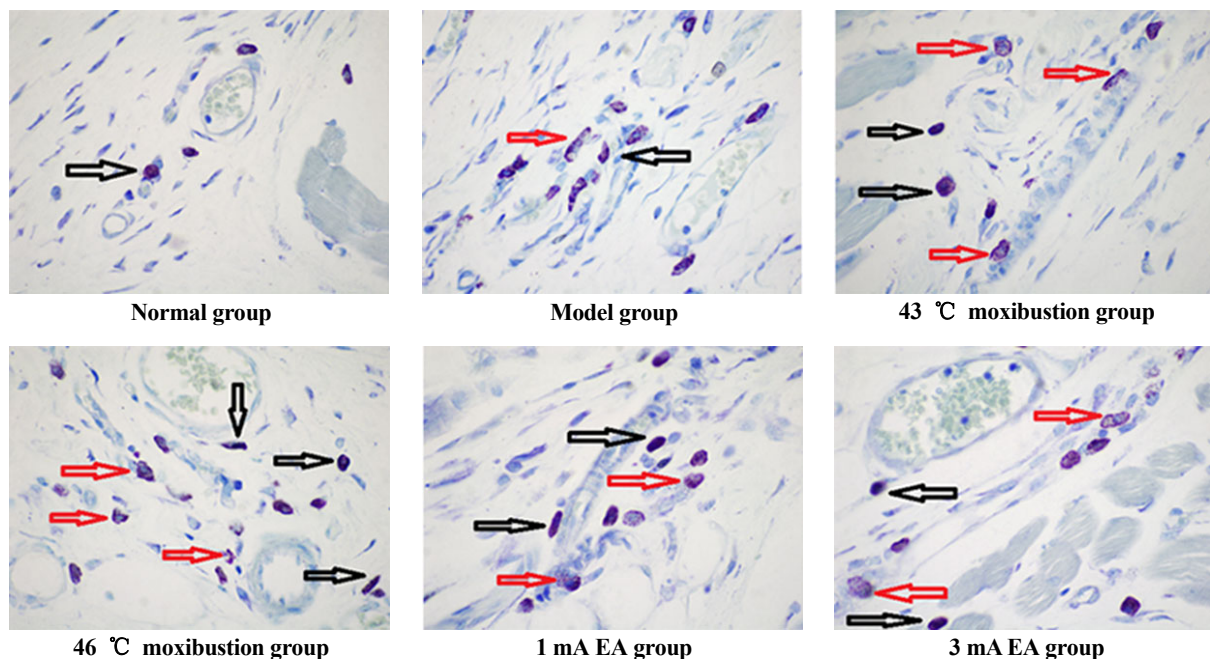 Normal group
Model group
43 ℃ moxibustion group
46 ℃ moxibustion group
1 mA EA group
3 mA EA group